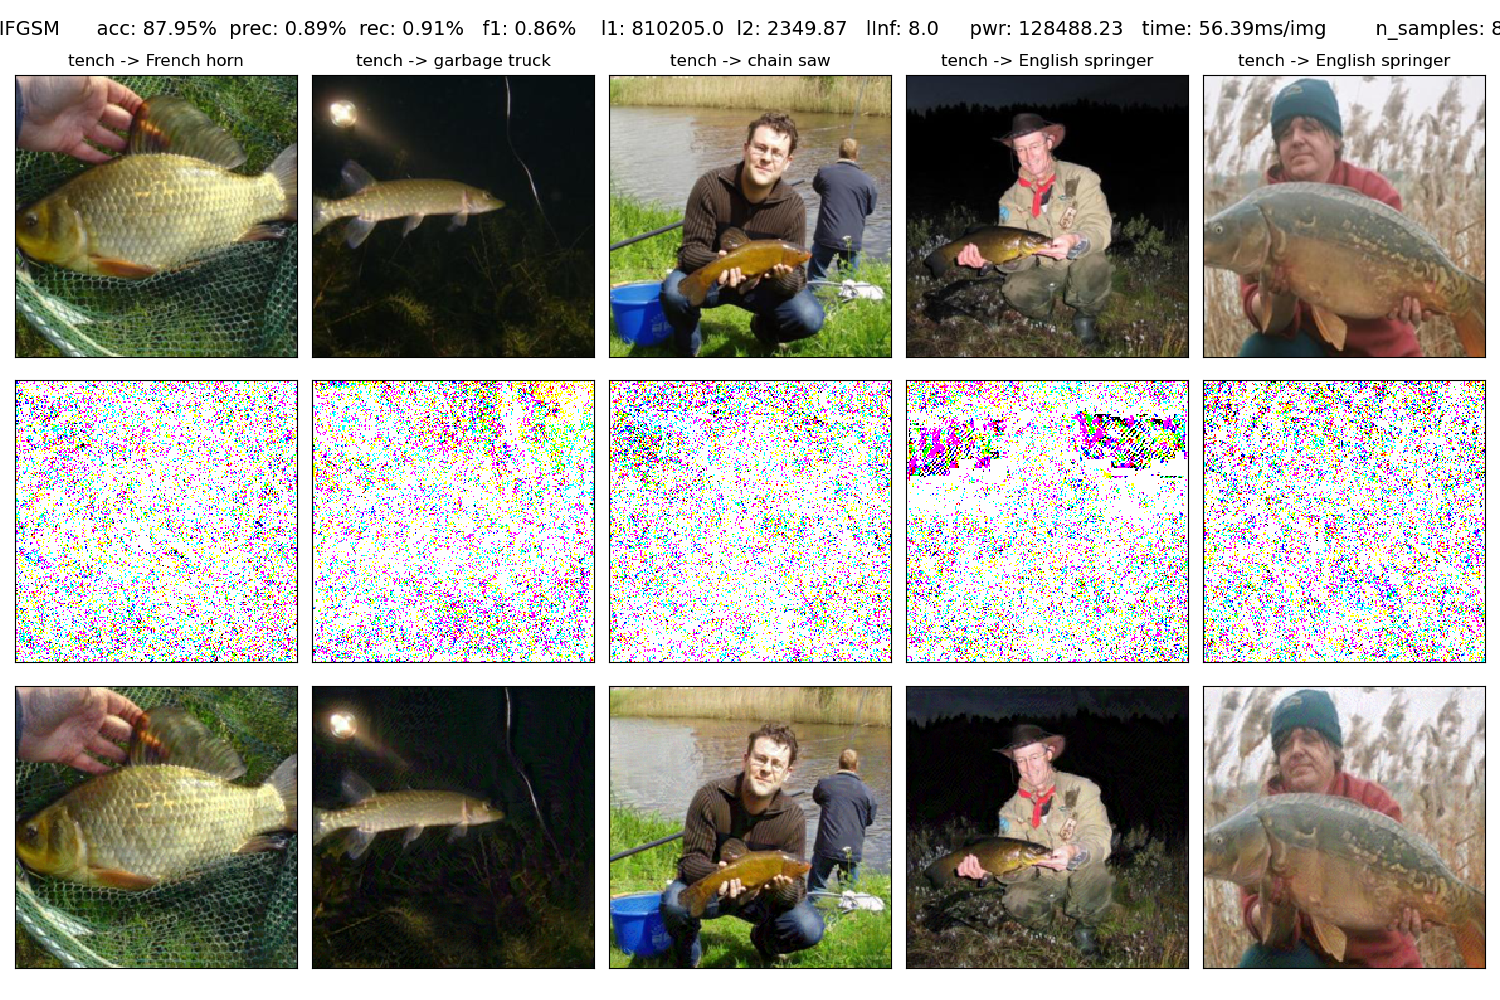 IFGSM acc: 87.95% prec: 0.89% rec: 0.91% f1: 0.86% l1: 810205.0 l2: 2349.87 lInf: 8.0 pwr: 128488.23 time: 56.39ms/img n_samples: 8
tench -> French horn
tench -> garbage truck
tench -> chain saw
tench -> English springer
tench -> English springer